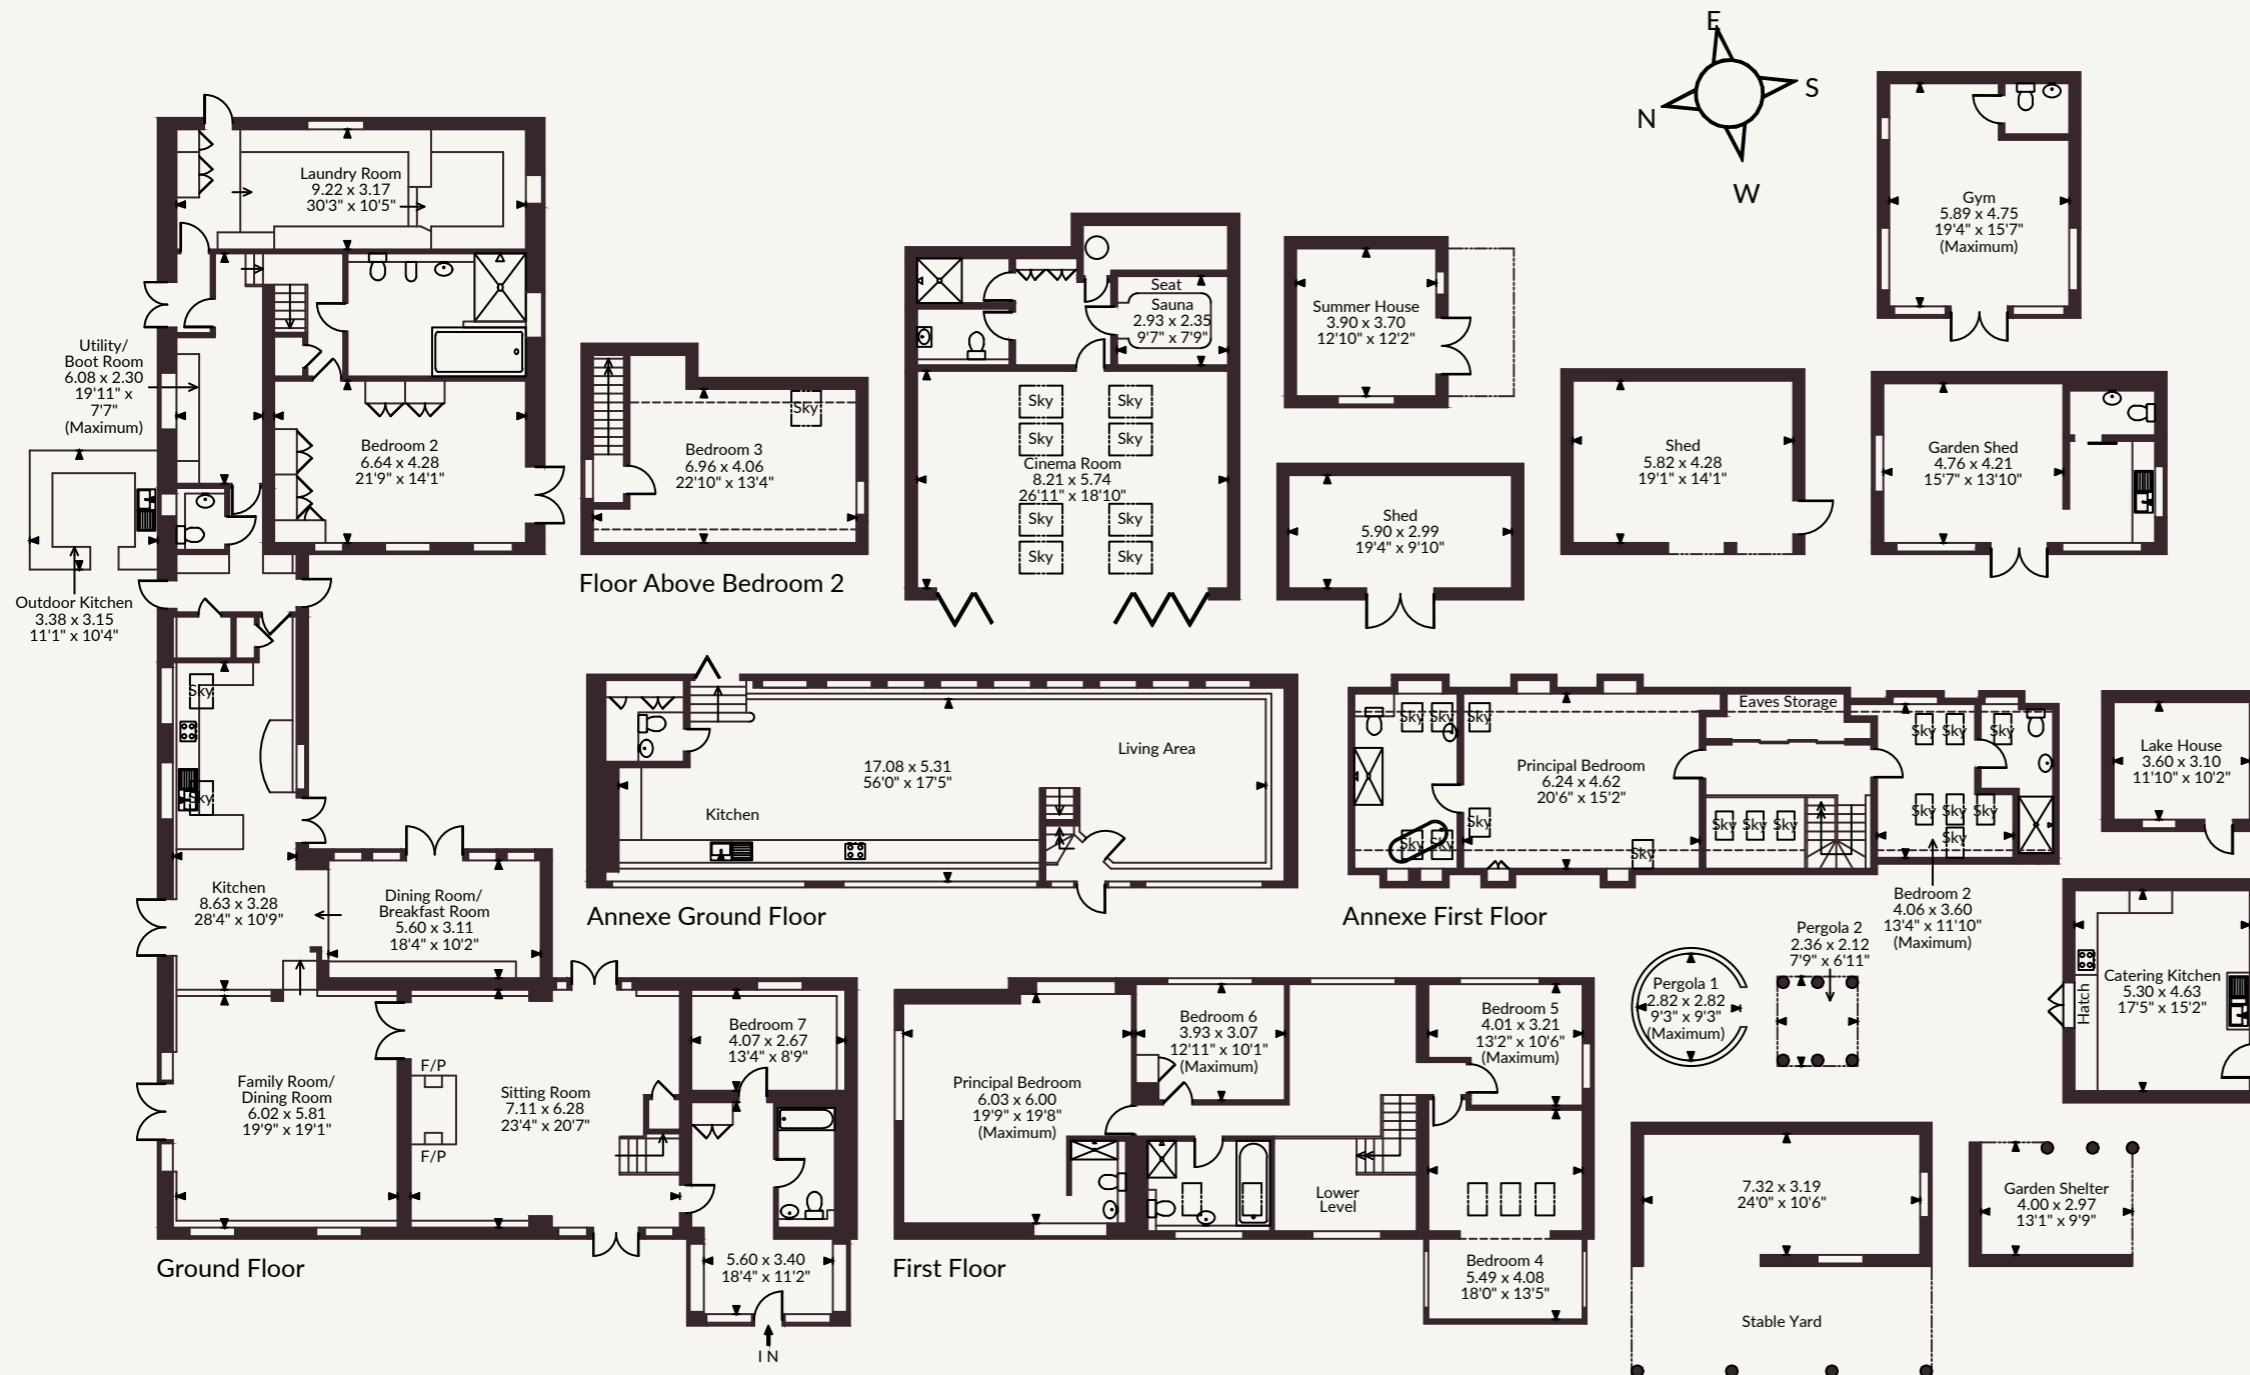 E
S
N
W
Laundry Room
9.22 x 3.17
30'3" x 10'5"
Utility/
Boot Room
6.08 x 2.30
19'11" x
7'7"
(Maximum)
Bedroom 2
6.64 x 4.28
21'9" x 14'1"
Outdoor Kitchen
3.38 x 3.15
11'1" x 10'4"
Sky
Sky
Kitchen
8.63 x 3.28
28'4" x 10'9"
Dining Room/
Breakfast Room
5.60 x 3.11
18'4" x 10'2"
Family Room/
Dining Room
6.02 x 5.81
19'9" x 19'1"
F/P
F/P
Sitting Room
7.11 x 6.28
23'4" x 20'7"
Bedroom 7
4.07 x 2.67
13'4" x 8'9"
5.60 x 3.40
18'4" x 11'2"
IN
Ground Floor
Sky
Bedroom 3
6.96 x 4.06
22'10" x 13'4"
Floor Above Bedroom 2
Seat
Sauna
2.93 x 2.35
9'7" x 7'9"
Sky
Sky
Sky
Sky
Cinema Room
8.21 x 5.74
26'11" x 18'10"
Sky
Sky
Sky
Sky
Summer House
3.90 x 3.70
12'10" x 12'2"
Shed
5.90 x 2.99
19'4" x 9'10"
Shed
5.82 x 4.28
19'1" x 14'1"
Gym
5.89 x 4.75
19'4" x 15'7"
(Maximum)
Garden Shed
4.76 x 4.21
15'7" x 13'10"
Living Area
17.08 x 5.31
56'0" x 17'5"
Kitchen
Annexe Ground Floor
Eaves Storage
Sky
Sky
Sky
Sky
Sky
Sky
Principal Bedroom
6.24 x 4.62
20'6" x 15'2"
Sky
Sky
Sky
Sky
Sky
Sky
Sky
Sky
Sky
Sky
Sky
Sky
Bedroom 2
4.06 x 3.60
13'4" x 11'10"
(Maximum)
Annexe First Floor
Lake House
3.60 x 3.10
11'10" x 10'2"
Catering Kitchen
5.30 x 4.63
17'5" x 15'2"
Hatch
Pergola 2
2.36 x 2.12
7'9" x 6'11"
Pergola 1
2.82 x 2.82
9'3" x 9'3"
(Maximum)
Principal Bedroom
6.03 x 6.00
19'9" x 19'8"
(Maximum)
Bedroom 6
3.93 x 3.07
12'11" x 10'1"
(Maximum)
Bedroom 5
4.01 x 3.21
13'2" x 10'6"
(Maximum)
Lower
Level
Bedroom 4
5.49 x 4.08
18'0" x 13'5"
First Floor
7.32 x 3.19
24'0" x 10'6"
Stable Yard
Garden Shelter
4.00 x 2.97
13'1" x 9'9"